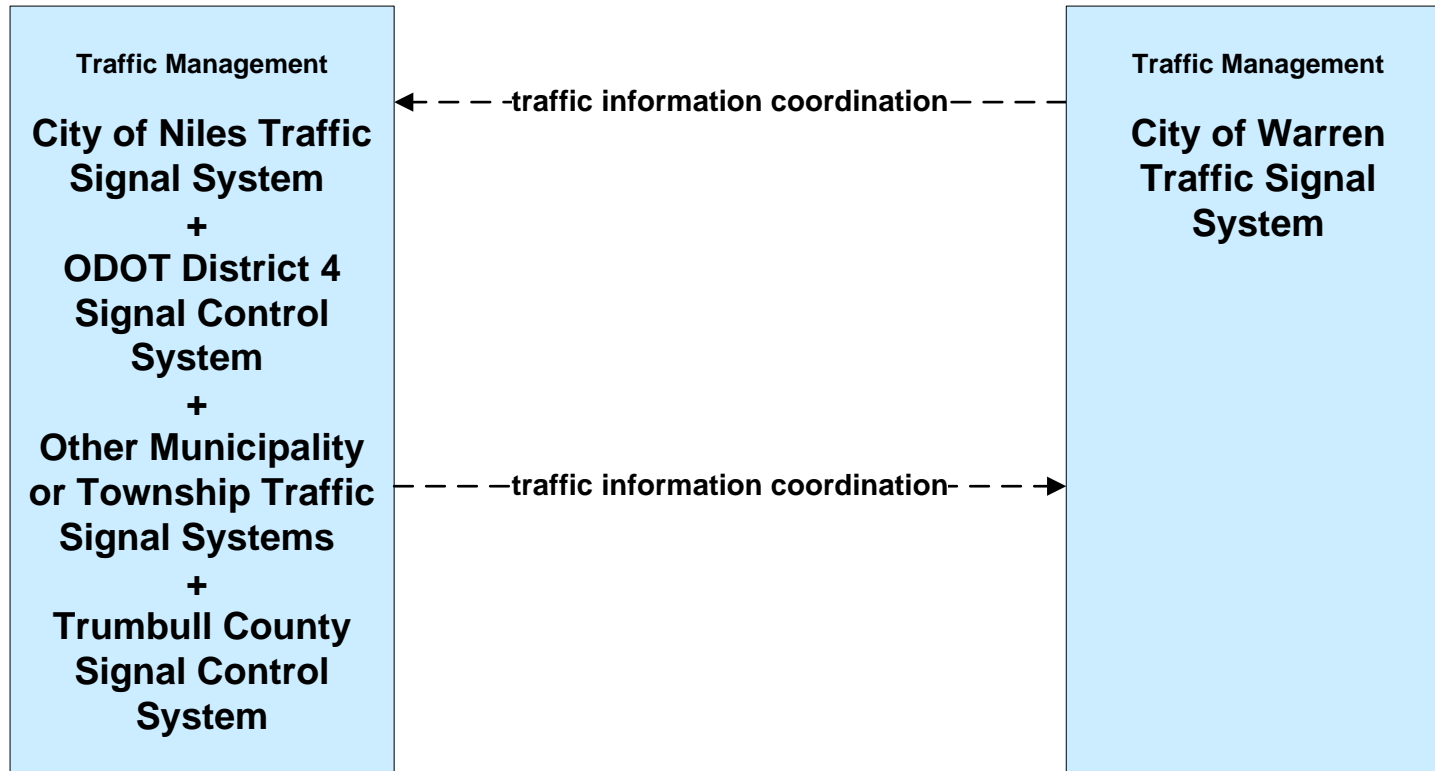 Traffic Management
City of Niles Traffic
Signal System
+
ODOT District 4
Signal Control
System
+
Other Municipality
or Township Traffic
Signal Systems
+
Trumbull County
Signal Control
System
traffic information coordination
traffic information coordination
Traffic Management
City of Warren
Traffic Signal
System